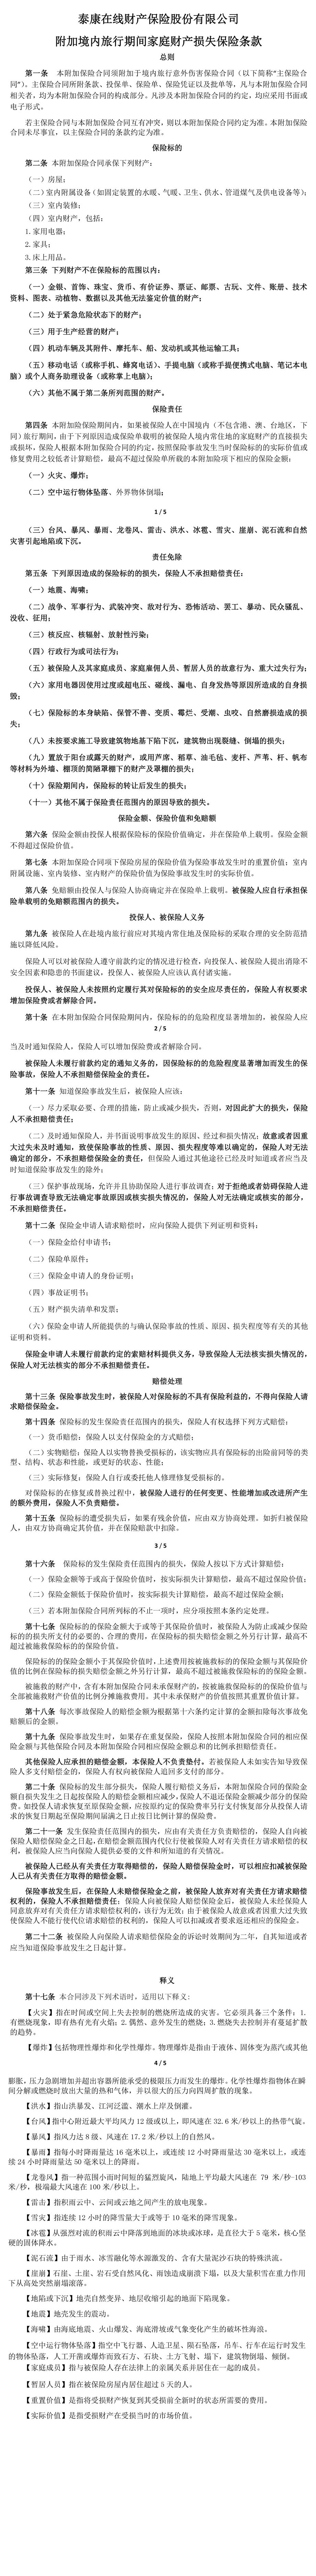 泰康在线财产保险股份有限公司
附加境内旅行期间家庭财产损失保险条款
总则
第一条 本附加保险合同须附加于境内旅行意外伤害保险合同（以下简称“主保险合
同”）。主保险合同所附条款、投保单、保险单、保险凭证以及批单等，凡与本附加保险合同
相关者，均为本附加保险合同的构成部分。凡涉及本附加保险合同的约定，均应采用书面或
电子形式。
若主保险合同与本附加保险合同互有冲突，则以本附加保险合同约定为准。本附加保险
合同未尽事宜，以主保险合同的条款约定为准。
保险标的
第二条 本附加保险合同承保下列财产：
（一）房屋；
（二）室内附属设备（如固定装置的水暖、气暖、卫生、供水、管道煤气及供电设备等）；
（三）室内装修；
（四）室内财产，包括：
1.家用电器；
2.家具；
3.床上用品。
第三条 下列财产不在保险标的范围以内：
（一）金银、首饰、珠宝、货币、有价证券、票证、邮票、古玩、文件、账册、技术
资料、图表、动植物、数据以及其他无法鉴定价值的财产；
（二）处于紧急危险状态下的财产；
（三）用于生产经营的财产；
（四）机动车辆及其附件、摩托车、船、发动机或其他运输工具；
（五）移动电话（或称手机、蜂窝电话）、手提电脑（或称手提便携式电脑、笔记本电
脑）或个人商务助理设备（或称掌上电脑）；
（六）其他不属于第二条所列范围的财产。
保险责任
第四条 本附加险保险期间内，如果被保险人在中国境内（不包含港、澳、台地区，下
同）旅行期间，由于下列原因造成保险单载明的被保险人境内常住地的家庭财产的直接损失
或损坏，保险人根据本附加保险合同的约定，按照保险事故发生当时保险标的的实际价值或
修复费用之较低者计算赔偿，最高不超过保险单所载的本附加险项下相应的保险金额：
（一）火灾、爆炸；
（二）空中运行物体坠落、外界物体倒塌；
1 / 5
（三）台风、暴风、暴雨、龙卷风、雷击、洪水、冰雹、雪灾、崖崩、泥石流和自然
灾害引起地陷或下沉。
责任免除
第五条 下列原因造成的保险标的的损失，保险人不承担赔偿责任：
（一）地震、海啸；
（二）战争、军事行为、武装冲突、敌对行为、恐怖活动、罢工、暴动、民众骚乱、
没收、征用；
（三）核反应、核辐射、放射性污染；
（四）行政行为或司法行为；
（五）被保险人及其家庭成员、家庭雇佣人员、暂居人员的故意行为、重大过失行为；
（六）家用电器因使用过度或超电压、碰线、漏电、自身发热等原因所造成的自身损
毁；
（七）保险标的本身缺陷、保管不善、变质、霉烂、受潮、虫咬、自然磨损造成的损
失；
（八）未按要求施工导致建筑物地基下陷下沉，建筑物出现裂缝、倒塌的损失；
（九）置放于阳台或露天的财产，或用芦席、稻草、油毛毡、麦杆、芦苇、杆、帆布
等材料为外墙、棚顶的简陋罩棚下的财产及罩棚的损失；
（十）保险期间内，保险标的转让后发生的损失；
（十一）其他不属于保险责任范围内的原因导致的损失。
保险金额、保险价值和免赔额
第六条 保险金额由投保人根据保险标的保险价值确定，并在保险单上载明。保险金额
不得超过保险价值。
第七条 本附加保险合同项下保险房屋的保险价值为保险事故发生时的重置价值；室内
附属设施、室内装修、室内财产的保险价值为保险事故发生时的实际价值。
第八条 免赔额由投保人与保险人协商确定并在保险单上载明。被保险人应自行承担保
险单载明的免赔额范围内的损失。
投保人、被保险人义务
第九条 被保险人在赴境内旅行前应对其境内常住地及保险标的采取合理的安全防范措
施以降低风险。
保险人可以对被保险人遵守前款约定的情况进行检查，向投保人、被保险人提出消除不
安全因素和隐患的书面建议，投保人、被保险人应该认真付诸实施。
投保人、被保险人未按照约定履行其对保险标的的安全应尽责任的，保险人有权要求
增加保险费或者解除合同。
第十条 在本附加保险合同保险期间内，保险标的的危险程度显著增加的，被保险人应
2 / 5
当及时通知保险人，保险人可以增加保险费或者解除合同。
被保险人未履行前款约定的通知义务的，因保险标的的危险程度显著增加而发生的保
险事故，保险人不承担赔偿保险金的责任。
第十一条 知道保险事故发生后，被保险人应该：
（一）尽力采取必要、合理的措施，防止或减少损失，否则，对因此扩大的损失，保险
人不承担赔偿责任；
（二）及时通知保险人，并书面说明事故发生的原因、经过和损失情况；故意或者因重
大过失未及时通知，致使保险事故的性质、原因、损失程度等难以确定的，保险人对无法
确定的部分，不承担赔偿保险金的责任，但保险人通过其他途径已经及时知道或者应当及
时知道保险事故发生的除外；
（三）保护事故现场，允许并且协助保险人进行事故调查；对于拒绝或者妨碍保险人进
行事故调查导致无法确定事故原因或核实损失情况的，保险人对无法确定或核实的部分，
不承担赔偿责任。
第十二条 保险金申请人请求赔偿时，应向保险人提供下列证明和资料：
（一）保险金给付申请书；
（二）保险单原件；
（三）保险金申请人的身份证明；
（四）事故证明书；
（五）财产损失清单和发票；
（六）保险金申请人所能提供的与确认保险事故的性质、原因、损失程度等有关的其他
证明和资料。
保险金申请人未履行前款约定的索赔材料提供义务，导致保险人无法核实损失情况的，
保险人对无法核实的部分不承担赔偿责任。
赔偿处理
第十三条 保险事故发生时，被保险人对保险标的不具有保险利益的，不得向保险人请
求赔偿保险金。
第十四条 保险标的发生保险责任范围内的损失，保险人有权选择下列方式赔偿：
（一）货币赔偿：保险人以支付保险金的方式赔偿；
（二）实物赔偿：保险人以实物替换受损标的，该实物应具有保险标的出险前同等的类
型、结构、状态和性能，或更好的状态、性能；
（三）实际修复：保险人自行或委托他人修理修复受损标的。
对保险标的在修复或替换过程中，被保险人进行的任何变更、性能增加或改进所产生
的额外费用，保险人不负责赔偿。
第十五条 保险标的遭受损失后，如果有残余价值，应由双方协商处理。如折归被保险
人，由双方协商确定其价值，并在保险赔款中扣除。
3 / 5
第十六条 保险标的发生保险责任范围内的损失，保险人按以下方式计算赔偿：
（一）保险金额等于或高于保险价值时，按实际损失计算赔偿，最高不超过保险价值；
（二）保险金额低于保险价值时，按实际损失计算赔偿，最高不超过保险金额；
（三）若本附加保险合同所列标的不止一项时，应分项按照本条约定处理。
第十七条 保险标的的保险金额大于或等于其保险价值时，被保险人为防止或减少保险
标的的损失所支付的必要的、合理的费用，在保险标的损失赔偿金额之外另行计算，最高不
超过被施救保险标的的保险价值。
保险标的的保险金额小于其保险价值时，上述费用按被施救标的的保险金额与其保险价
值的比例在保险标的损失赔偿金额之外另行计算，最高不超过被施救保险标的的保险金额。
被施救的财产中，含有本附加保险合同未承保财产的，按被施救保险标的的保险价值与
全部被施救财产价值的比例分摊施救费用。其中未承保财产的价值按照其重置价值计算。
第十八条 每次事故保险人的赔偿金额为根据第十六条约定计算的金额扣除每次事故免
赔额后的金额。
第十九条 保险事故发生时，如果存在重复保险，保险人按照本附加保险合同的相应保
险金额与其他保险合同及本附加保险合同相应保险金额总和的比例承担赔偿责任。
其他保险人应承担的赔偿金额，本保险人不负责垫付。若被保险人未如实告知导致保
险人多支付赔偿金的，保险人有权向被保险人追回多支付的部分。
第二十条 保险标的发生部分损失，保险人履行赔偿义务后，本附加保险合同的保险金
额自损失发生之日起按保险人的赔偿金额相应减少，保险人不退还保险金额减少部分的保险
费。如投保人请求恢复至原保险金额，应按原约定的保险费率另行支付恢复部分从投保人请
求的恢复日期起至保险期间届满之日止按日比例计算的保险费。
第二十一条 发生保险责任范围内的损失，应由有关责任方负责赔偿的，保险人自向被
保险人赔偿保险金之日起，在赔偿金额范围内代位行使被保险人对有关责任方请求赔偿的权
利，被保险人应当向保险人提供必要的文件和所知道的有关情况。
被保险人已经从有关责任方取得赔偿的，保险人赔偿保险金时，可以相应扣减被保险
人已从有关责任方取得的赔偿金额。
保险事故发生后，在保险人未赔偿保险金之前，被保险人放弃对有关责任方请求赔偿
权利的，保险人不承担赔偿责任；保险人向被保险人赔偿保险金后，被保险人未经保险人
同意放弃对有关责任方请求赔偿权利的，该行为无效；由于被保险人故意或者因重大过失致
使保险人不能行使代位请求赔偿的权利的，保险人可以扣减或者要求返还相应的保险金。
第二十二条 被保险人向保险人请求赔偿保险金的诉讼时效期间为二年，自其知道或者
应当知道保险事故发生之日起计算。
释义
第十七条 本合同涉及下列术语时，适用以下释义：
【火灾】指在时间或空间上失去控制的燃烧所造成的灾害。它必须具备三个条件：1.
有燃烧现象，即有热有光有火焰；2.偶然、意外发生的燃烧；3.燃烧失去控制并有蔓延扩散
的趋势。
【爆炸】包括物理性爆炸和化学性爆炸。物理爆炸是指由于液体、固体变为蒸汽或其他
4 / 5
膨胀，压力急剧增加并超出容器所能承受的极限压力而发生的爆炸。化学性爆炸指物体在瞬
间分解或燃烧时放出大量的热和气体，并以很大的压力向四周扩散的现象。
【洪水】指山洪暴发、江河泛滥、潮水上岸及倒灌。
【台风】指中心附近最大平均风力12级或以上，即风速在32.6米/秒以上的热带气旋。
【暴风】指风力达8级、风速在17.2米/秒以上的自然风。
【暴雨】指每小时降雨量达16毫米以上，或连续12小时降雨量达30毫米以上，或连
续24小时降雨量达50毫米以上的降雨。
【龙卷风】指一种范围小而时间短的猛烈旋风，陆地上平均最大风速在 79 米/秒-103
米/秒，极端最大风速在100米/秒以上。
【雷击】指积雨云中、云间或云地之间产生的放电现象。
【雪灾】指连续12小时的降雪量大于或等于10毫米的降雪现象。
【冰雹】从强烈对流的积雨云中降落到地面的冰块或冰球，是直径大于5毫米，核心坚
硬的固体降水。
【泥石流】由于雨水、冰雪融化等水源激发的、含有大量泥沙石块的特殊洪流。
【崖崩】石崖、土崖、岩石受自然风化、雨蚀造成崩溃下塌，以及大量积雪在重力作用
下从高处突然崩塌滚落。
【地陷或下沉】地壳自然变异、地层收缩引起的地面下陷现象。
【地震】地壳发生的震动。
【海啸】由海底地震、火山爆发、海底滑坡或气象变化产生的破坏性海浪。
【空中运行物体坠落】指空中飞行器、人造卫星、陨石坠落，吊车、行车在运行时发生
的物体坠落，人工开凿或爆炸而致石方、石块、土方飞射、塌下，建筑物倒塌、倾倒。
【家庭成员】指与被保险人存在法律上的亲属关系并居住在一起的成员。
【暂居人员】指在被保险房屋内居住超过5天的人。
【重置价值】是指将受损财产恢复到其受损前全新时的状态所需要的费用。
【实际价值】是指受损财产在受损当时的市场价值。